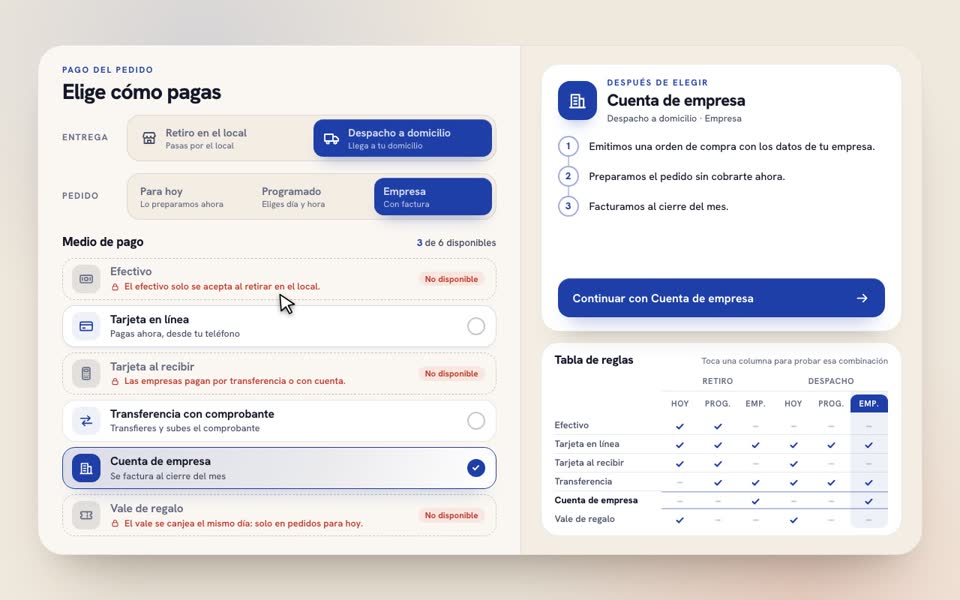 PAGO DEL PEDIDO
Elige cómo pagas
ENTREGA
Retiro en el local
Pasas por el local
Despacho a domicilio
Llega a tu domicilio
PEDIDO
Para hoy
Lo preparamos ahora
Programado
Eliges día y hora
Empresa
Con factura
Medio de pago
3 de 6 disponibles
Efectivo
El efectivo solo se acepta al retirar en el local.
No disponible
Tarjeta en línea
Pagas ahora, desde tu teléfono
Tarjeta al recibir
Las empresas pagan por transferencia o con cuenta.
No disponible
Transferencia con comprobante
Transfieres y subes el comprobante
Cuenta de empresa
Se factura al cierre del mes
Vale de regalo
El vale se canjea el mismo día: solo en pedidos para hoy.
No disponible
DESPUÉS DE ELEGIR
Cuenta de empresa
Despacho a domicilio · Empresa
1 Emitimos una orden de compra con los datos de tu empresa.
2 Preparamos el pedido sin cobrarte ahora.
3 Facturamos al cierre del mes.
Continuar con Cuenta de empresa →
Tabla de reglas
Toca una columna para probar esa combinación
RETIRO DESPACHO
HOY PROG. EMP. HOY PROG. EMP.
Efectivo ✓ ✓ – – – –
Tarjeta en línea ✓ ✓ ✓ ✓ ✓ ✓
Tarjeta al recibir ✓ ✓ – ✓ – –
Transferencia – ✓ ✓ ✓ ✓ ✓
Cuenta de empresa – – ✓ – – ✓
Vale de regalo ✓ – – ✓ – –